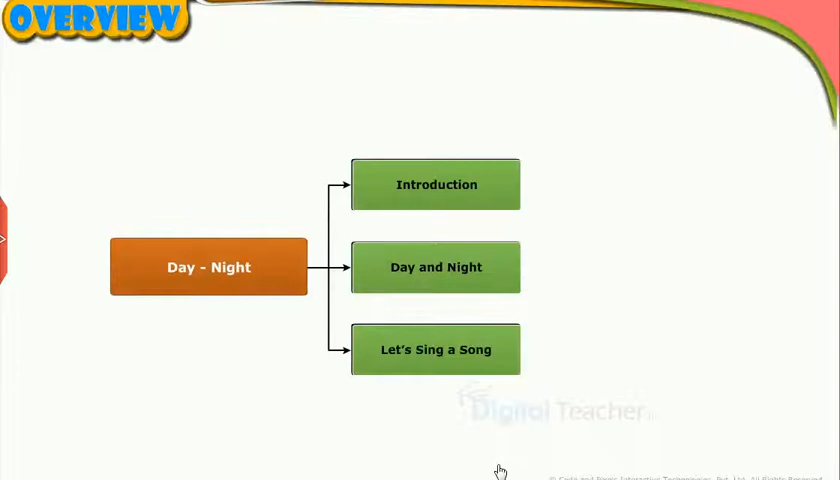 OVERVIEW
Introduction
Day - Night
Day and Night
Let's Sing a Song
Digital Teacher